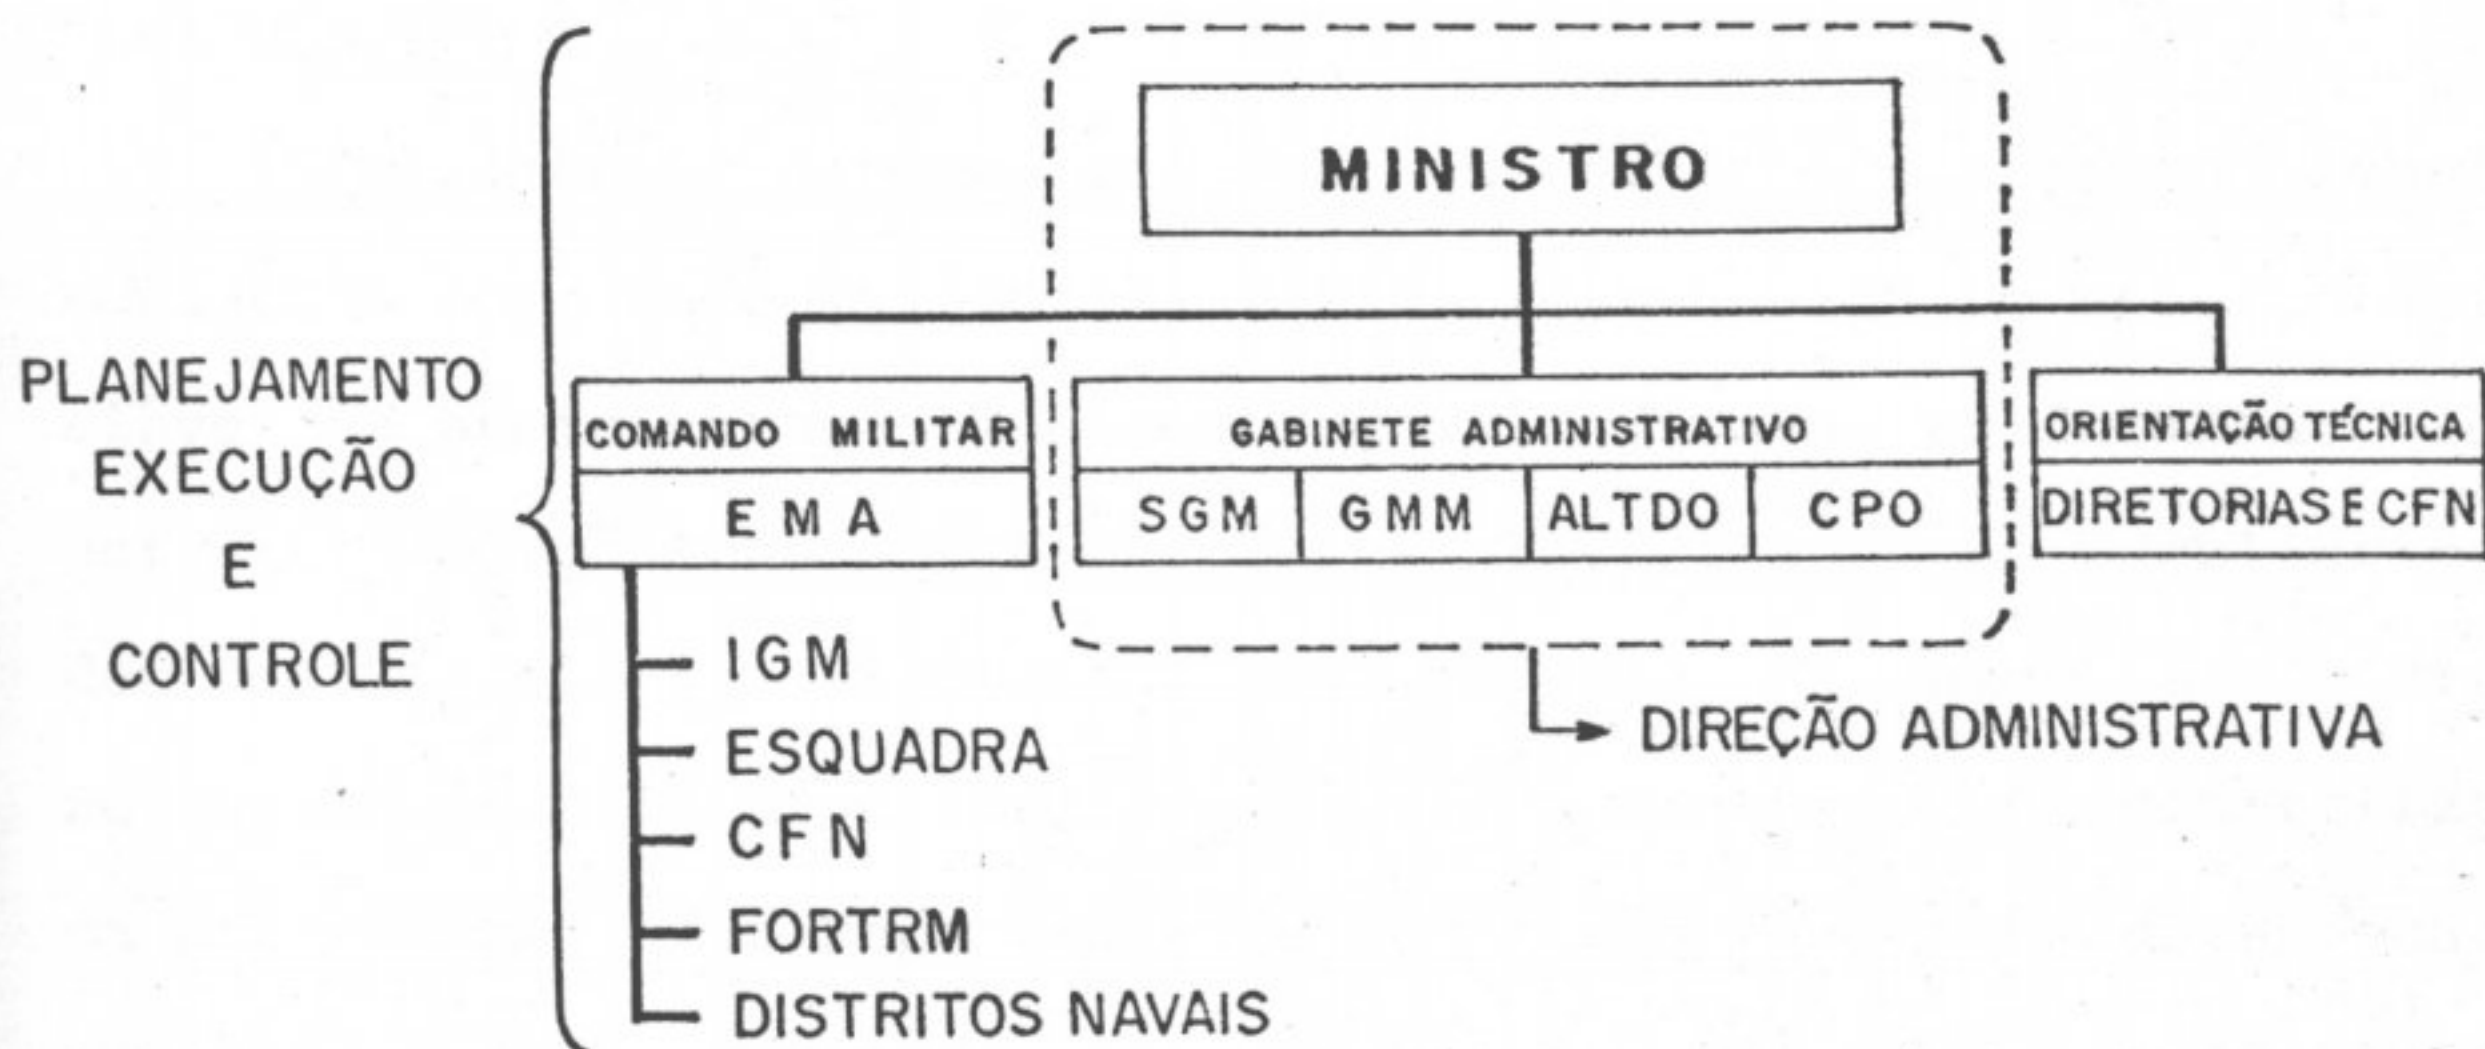 PLANEJAMENTO
EXECUÇÃO
E
CONTROLE
MINISTRO
COMANDO MILITAR
E M A
GABINETE ADMINISTRATIVO
SGM
GMM
ALTDO
CPO
ORIENTAÇÃO TÉCNICA
DIRETORIAS E CFN
IGM
ESQUADRA
CFN
FORTRM
DISTRITOS NAVAIS
DIREÇÃO ADMINISTRATIVA